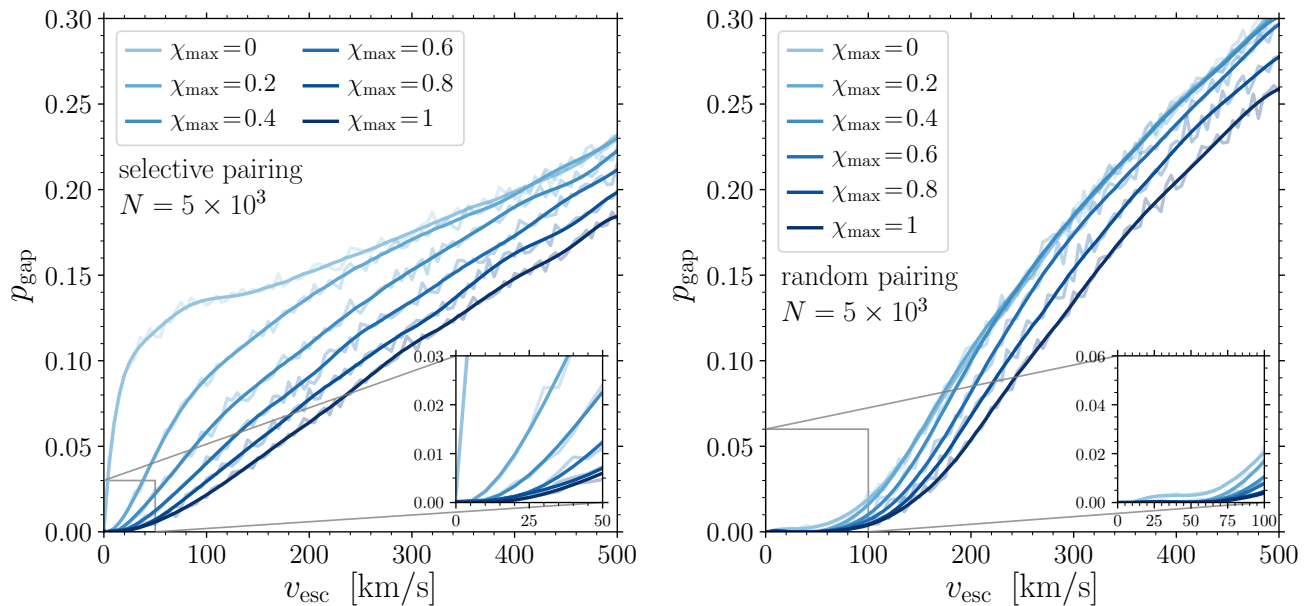 0.30
0.25
0.20
0.15
0.10
0.05
0.00
p_gap
χ_max = 0
χ_max = 0.2
χ_max = 0.4
χ_max = 0.6
χ_max = 0.8
χ_max = 1
selective pairing
N = 5 × 10³
0.03
0.02
0.01
0.00
0 25 50
0 100 200 300 400 500
v_esc [km/s]
0.30
0.25
0.20
0.15
0.10
0.05
0.00
p_gap
χ_max = 0
χ_max = 0.2
χ_max = 0.4
χ_max = 0.6
χ_max = 0.8
χ_max = 1
random pairing
N = 5 × 10³
0.06
0.04
0.02
0.00
0 25 50 75 100
0 100 200 300 400 500
v_esc [km/s]